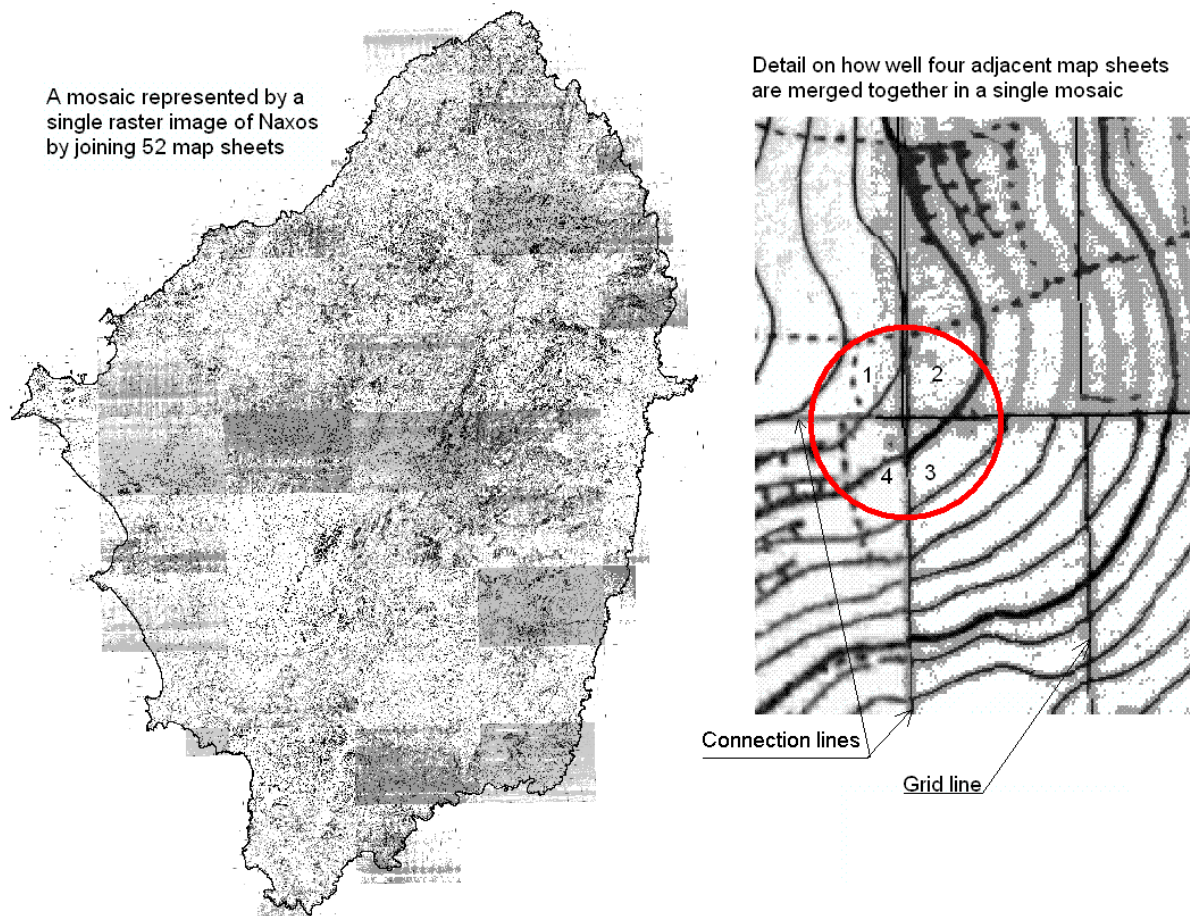 A mosaic represented by a
single raster image of Naxos
by joining 52 map sheets
Detail on how well four adjacent map sheets
are merged together in a single mosaic
1
2
4
3
Connection lines
Grid line